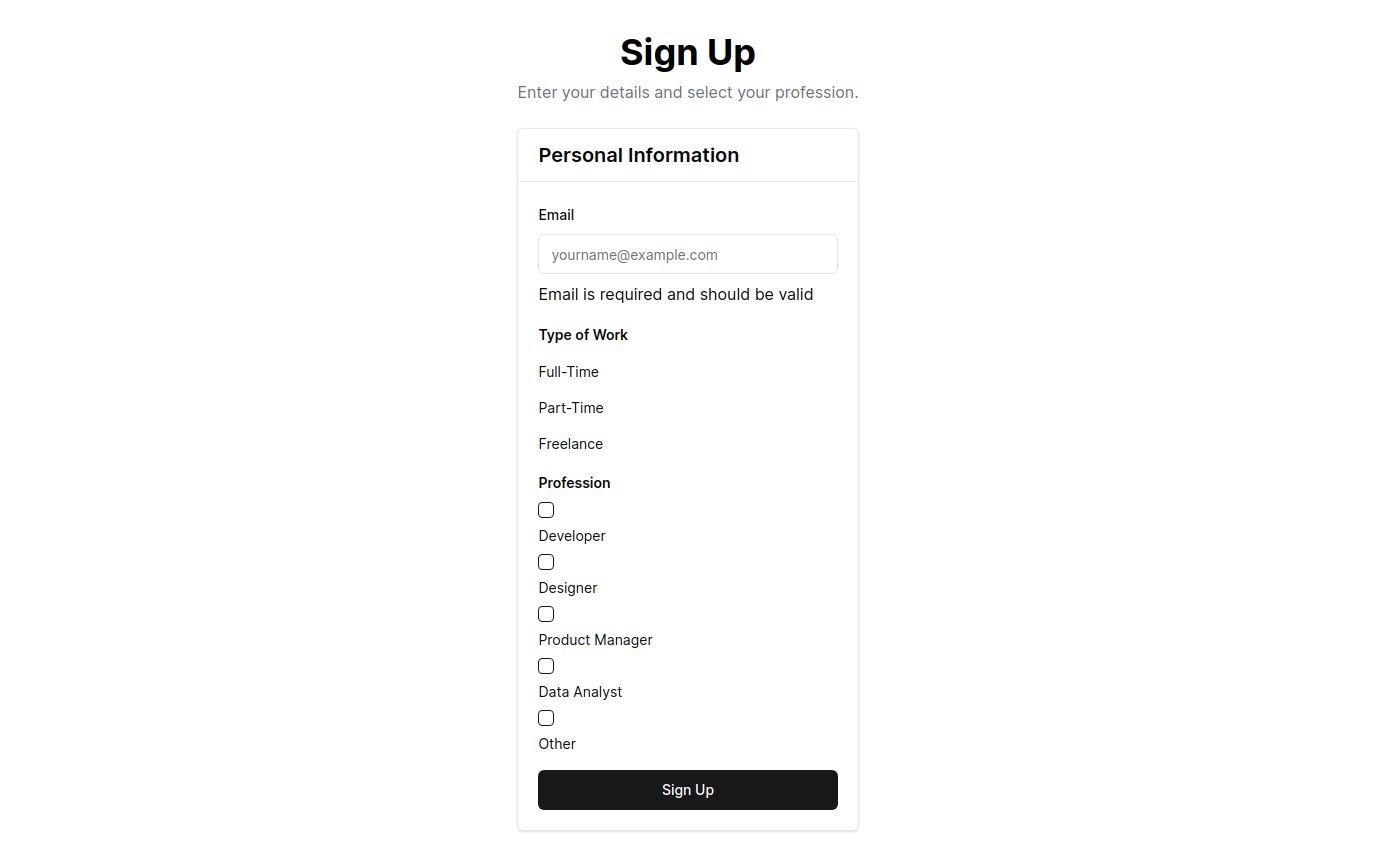 Sign Up
Enter your details and select your profession.
Personal Information
Email
yourname@example.com
Email is required and should be valid
Type of Work
Full-Time
Part-Time
Freelance
Profession
Developer
Designer
Product Manager
Data Analyst
Other
Sign Up